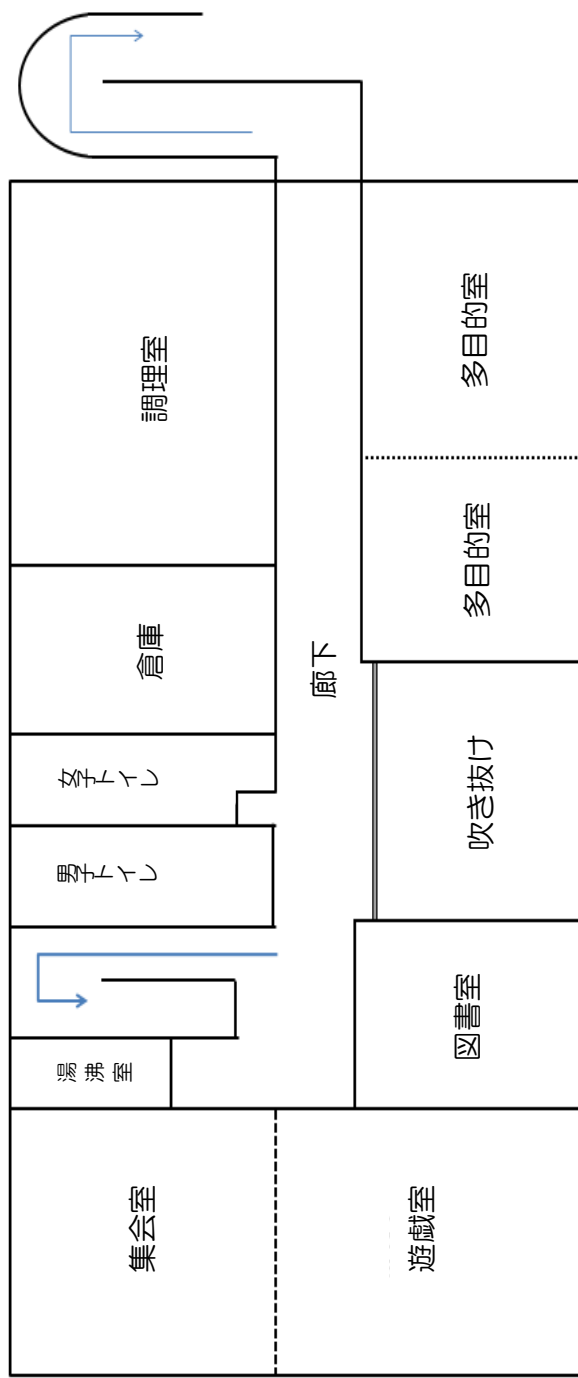 調理室
倉庫
女子トイレ
男子トイレ
湯沸室
集会室
廊下
多目的室
多目的室
吹き抜け
図書室
遊戯室